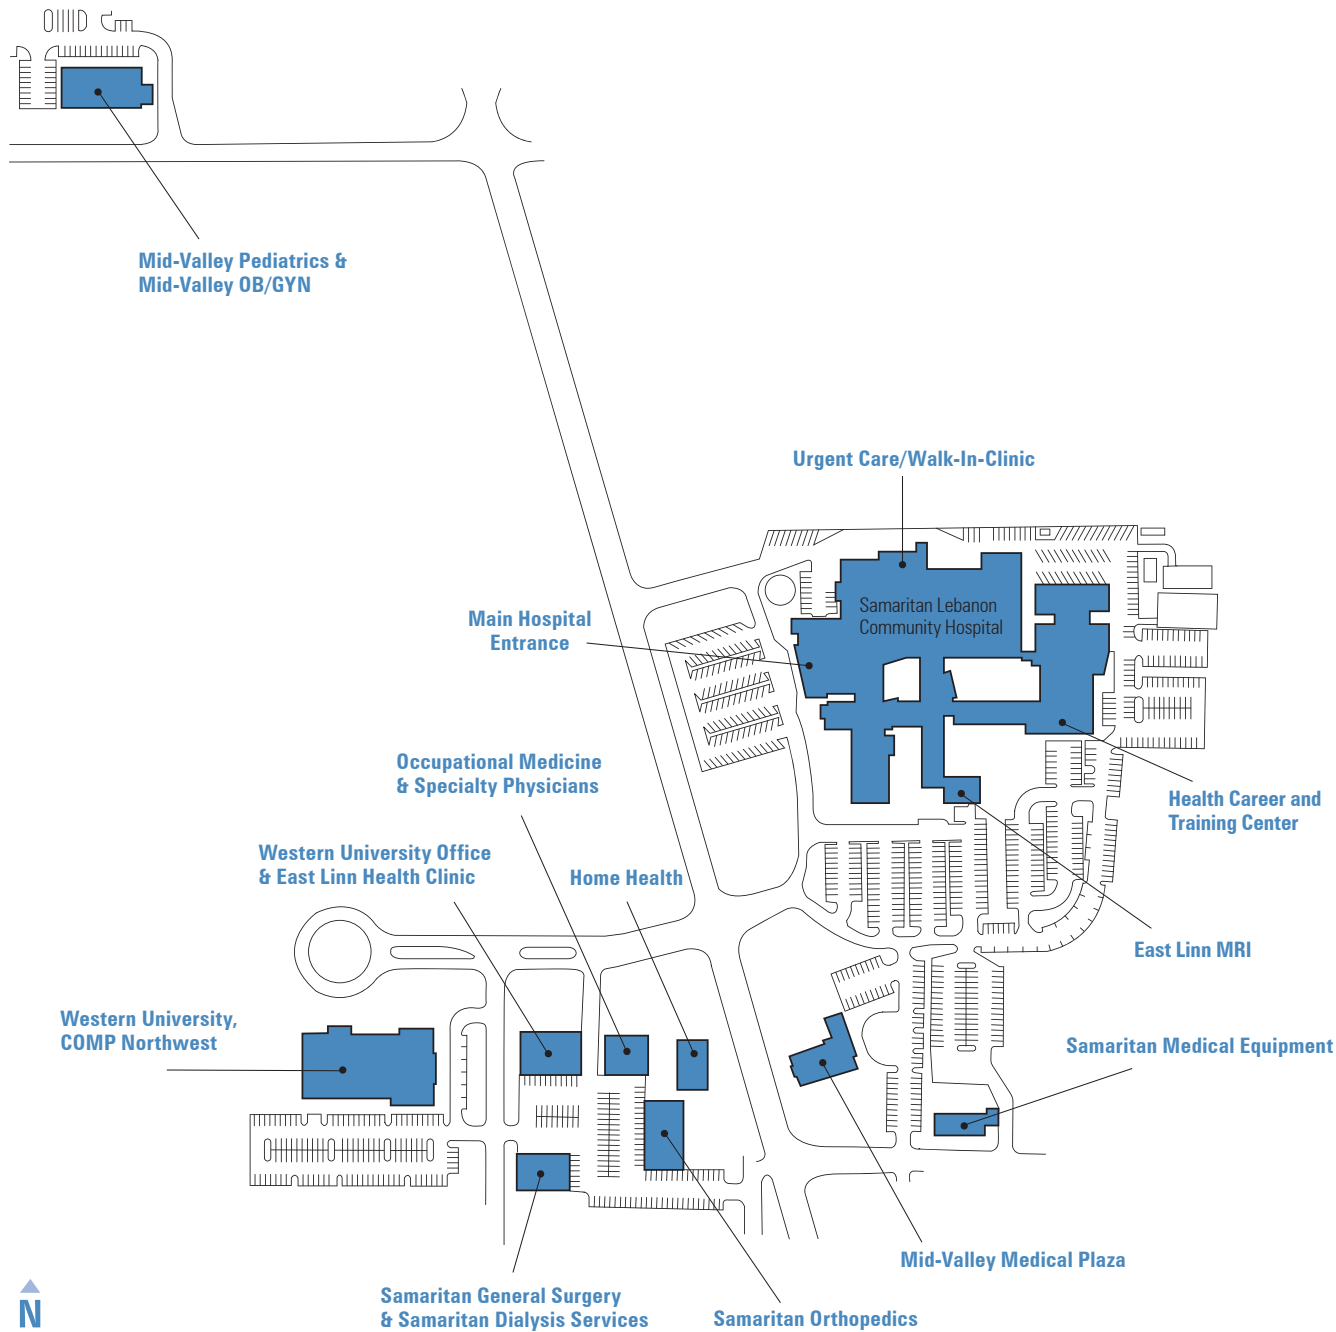 Mid-Valley Pediatrics &
Mid-Valley OB/GYN
Urgent Care/Walk-In-Clinic
Samaritan Lebanon
Community Hospital
Main Hospital
Entrance
Occupational Medicine
& Specialty Physicians
Health Career and
Training Center
Western University Office
& East Linn Health Clinic
Home Health
East Linn MRI
Western University,
COMP Northwest
Samaritan Medical Equipment
Mid-Valley Medical Plaza
Samaritan General Surgery
& Samaritan Dialysis Services
Samaritan Orthopedics
N